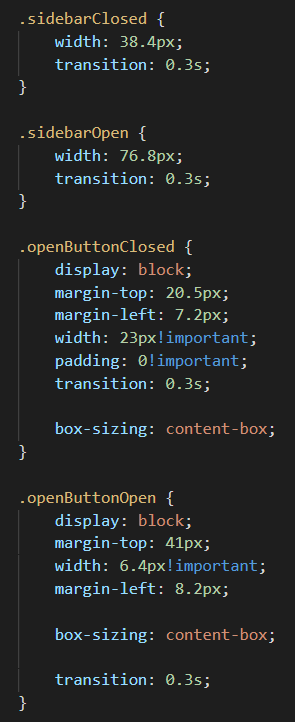 .sidebarClosed {
    width: 38.4px;
    transition: 0.3s;
}

.sidebarOpen {
    width: 76.8px;
    transition: 0.3s;
}

.openButtonClosed {
    display: block;
    margin-top: 20.5px;
    margin-left: 7.2px;
    width: 23px!important;
    padding: 0!important;
    transition: 0.3s;

    box-sizing: content-box;
}

.openButtonOpen {
    display: block;
    margin-top: 41px;
    width: 6.4px!important;
    margin-left: 8.2px;

    box-sizing: content-box;

    transition: 0.3s;
}